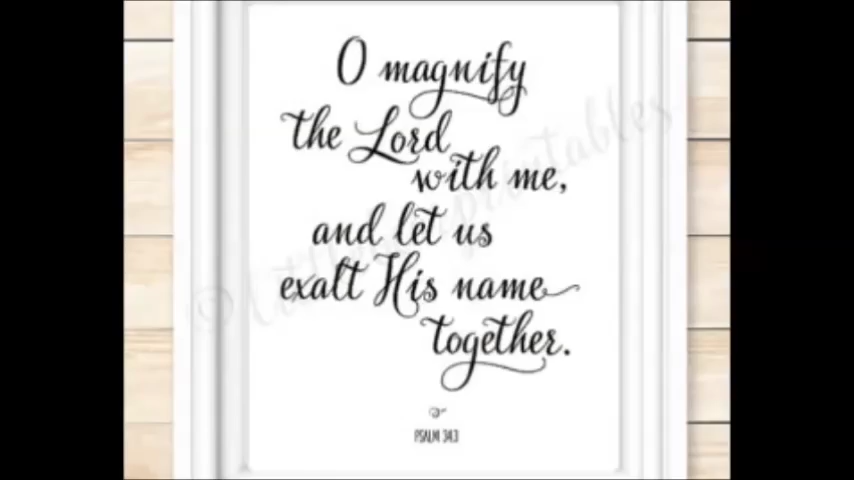 O magnify
the Lord
with me,
and let us
exalt His name
together.
PSALM 34:3